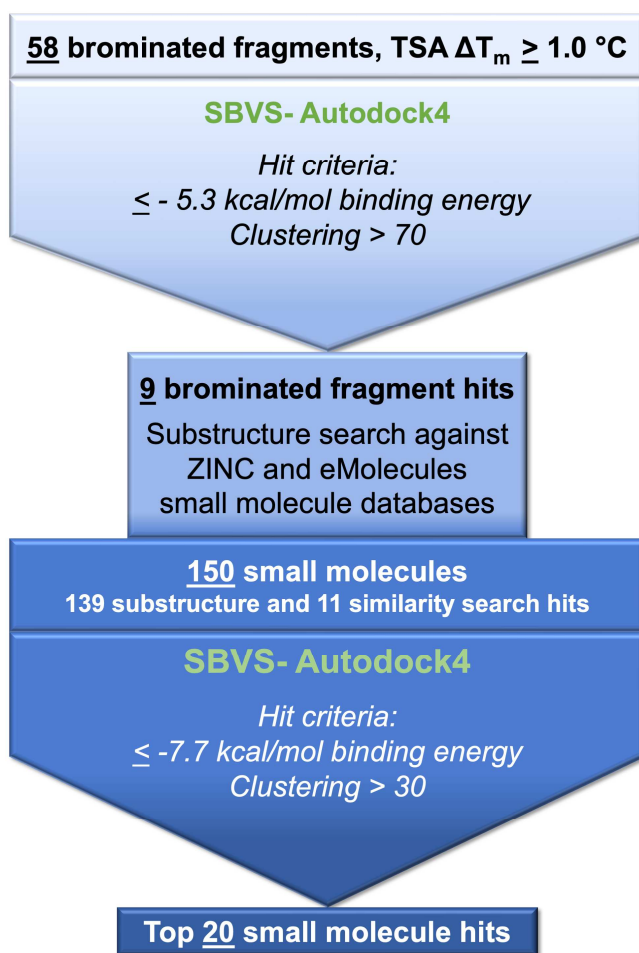 58 brominated fragments, TSA ΔTm ≥ 1.0 °C
SBVS- Autodock4
Hit criteria:
≤ - 5.3 kcal/mol binding energy
Clustering > 70
9 brominated fragment hits
Substructure search against
ZINC and eMolecules
small molecule databases
150 small molecules
139 substructure and 11 similarity search hits
SBVS- Autodock4
Hit criteria:
≤ -7.7 kcal/mol binding energy
Clustering > 30
Top 20 small molecule hits